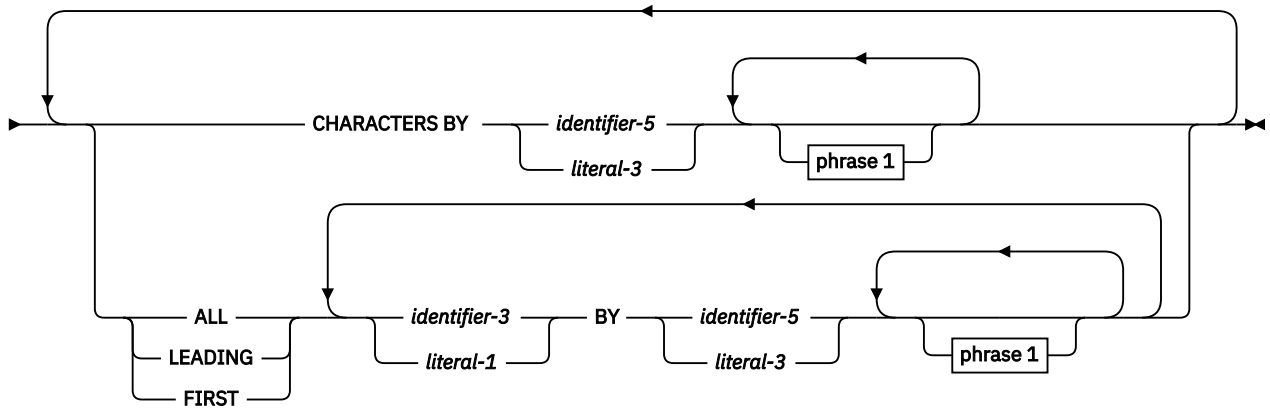 CHARACTERS BY identifier-5
literal-3 phrase 1
ALL identifier-3 BY identifier-5
LEADING literal-1 literal-3 phrase 1
FIRST